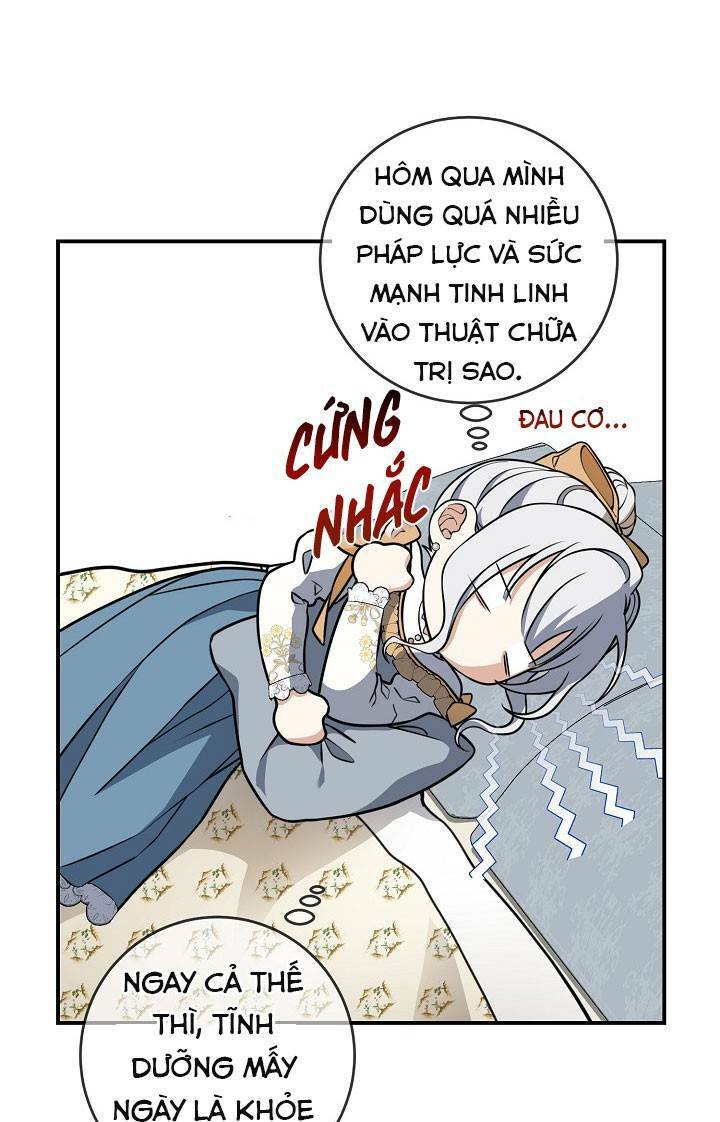 HÔM QUA MÌNH
DÙNG QUÁ NHIỀU
PHÁP LỰC VÀ SỨC
MẠNH TINH LINH
VÀO THUẬT CHỮA
TRỊ SAO.
ĐAU CƠ...
CỨNG
NHẮC
NGAY CẢ THẾ
THÌ, TĨNH
DƯỠNG MẤY
NGÀY LÀ KHỎE